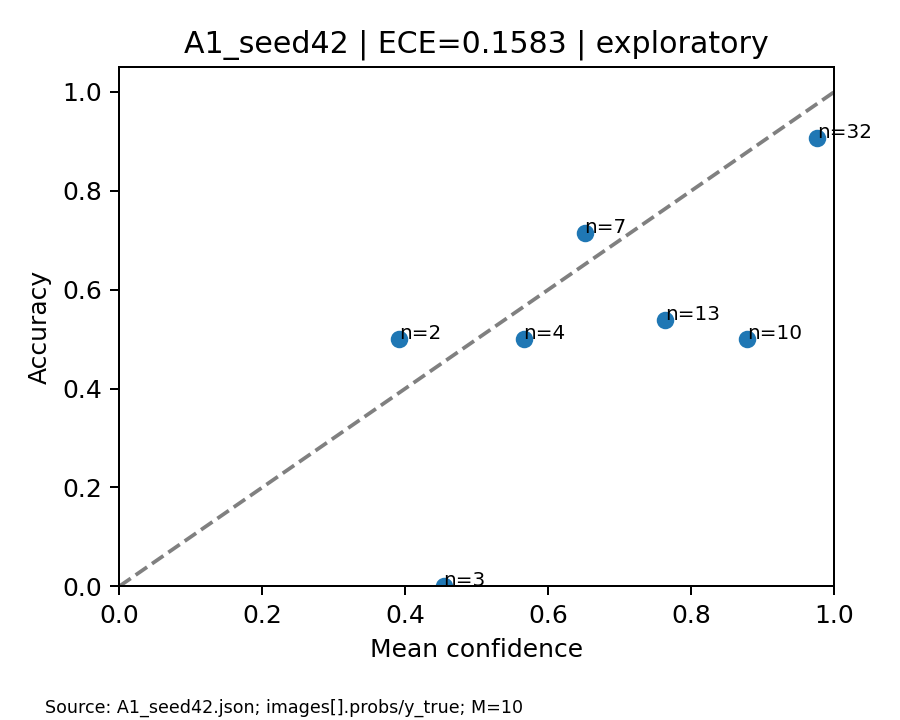 A1_seed42 | ECE=0.1583 | exploratory
1.0
n=32
0.8
n=7
0.6
n=13
n=2
n=4
n=10
0.4
0.2
n=3
0.0
Accuracy
0.0 0.2 0.4 0.6 0.8 1.0
Mean confidence
Source: A1_seed42.json; images[].probs/y_true; M=10